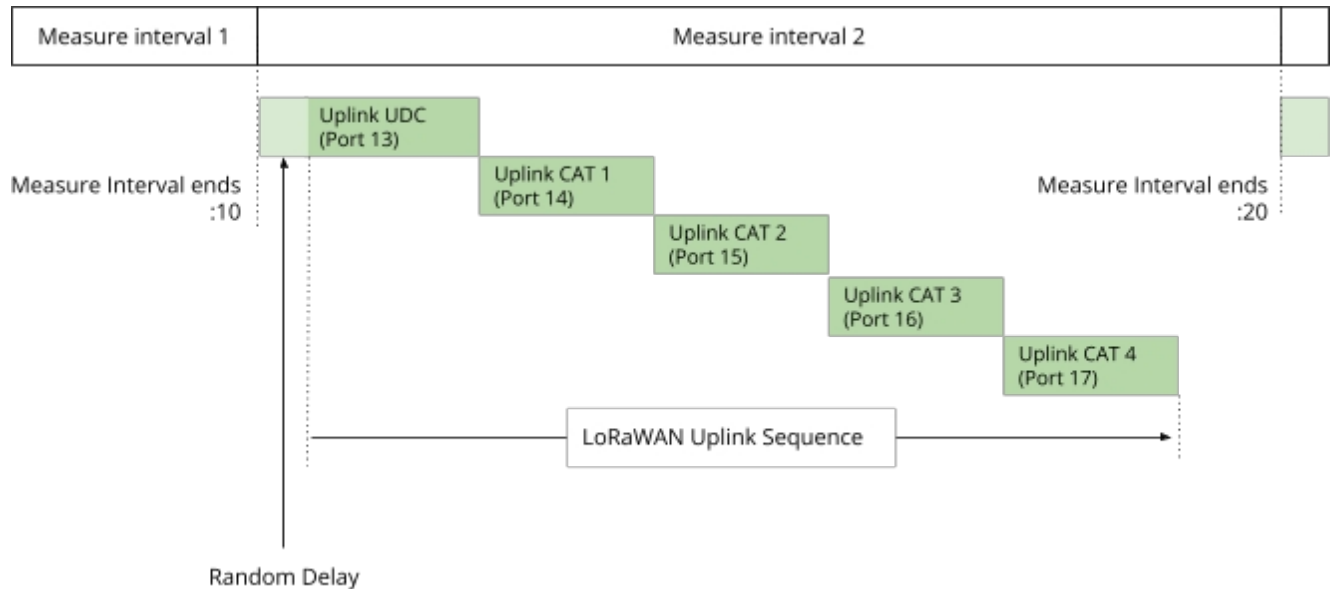 Measure interval 1
Measure interval 2
Uplink UDC
(Port 13)
Uplink CAT 1
(Port 14)
Measure Interval ends
:10
Measure Interval ends
:20
Uplink CAT 2
(Port 15)
Uplink CAT 3
(Port 16)
Uplink CAT 4
(Port 17)
LoRaWAN Uplink Sequence
Random Delay